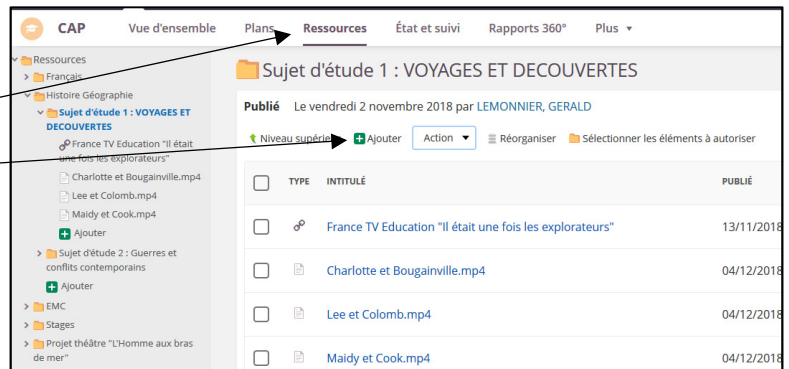 CAP Vue d'ensemble Plans Ressources État et suivi Rapports 360° Plus
Ressources
Français
Histoire Géographie
Sujet d'étude 1 : VOYAGES ET
DECOUVERTES
France TV Education "Il était
une fois les explorateurs"
Charlotte et Bougainville.mp4
Lee et Colomb.mp4
Maidy et Cook.mp4
Ajouter
Sujet d'étude 2 : Guerres et
conflits contemporains
Ajouter
EMC
Stages
Projet théâtre "L'Homme aux bras
de mer"
Sujet d'étude 1 : VOYAGES ET DECOUVERTES
Publié Le vendredi 2 novembre 2018 par LEMONNIER, GERALD
Niveau supérieur Ajouter Action Réorganiser Sélectionner les éléments à autoriser
TYPE INTITULÉ PUBLIÉ
France TV Education "Il était une fois les explorateurs" 13/11/2018
Charlotte et Bougainville.mp4 04/12/2018
Lee et Colomb.mp4 04/12/2018
Maidy et Cook.mp4 04/12/2018